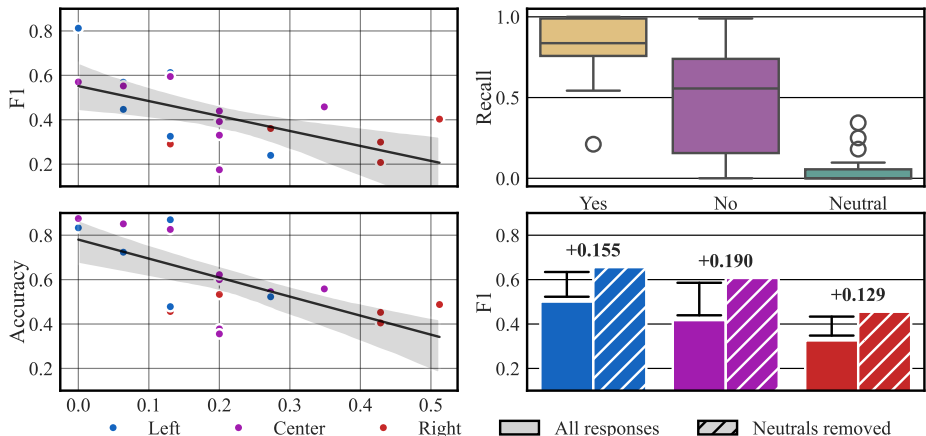 F1
0.8
0.6
0.4
0.2
Recall
1.0
0.5
0.0
Yes No Neutral
Accuracy
0.8
0.6
0.4
0.2
0.0 0.1 0.2 0.3 0.4 0.5
Left Center Right
F1
0.8
0.6
0.4
0.2
+0.155
+0.190
+0.129
All responses Neutrals removed